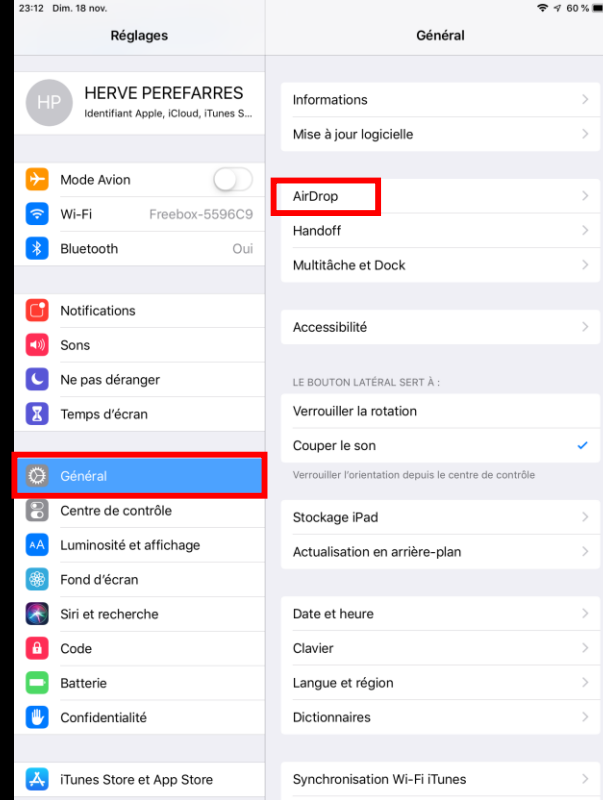 23:12 Dim. 18 nov.
60 %
Réglages
HP
HERVE PEREFARRES
Identifiant Apple, iCloud, iTunes S...
Mode Avion
Wi-Fi Freebox-5596C9
Bluetooth Oui
Notifications
Sons
Ne pas déranger
Temps d'écran
Général
Centre de contrôle
AA Luminosité et affichage
Fond d'écran
Siri et recherche
Code
Batterie
Confidentialité
iTunes Store et App Store
Général
Informations
Mise à jour logicielle
AirDrop
Handoff
Multitâche et Dock
Accessibilité
LE BOUTON LATÉRAL SERT À :
Verrouiller la rotation
Couper le son
Verrouiller l'orientation depuis le centre de contrôle
Stockage iPad
Actualisation en arrière-plan
Date et heure
Clavier
Langue et région
Dictionnaires
Synchronisation Wi-Fi iTunes